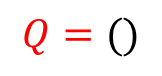 Q = ()